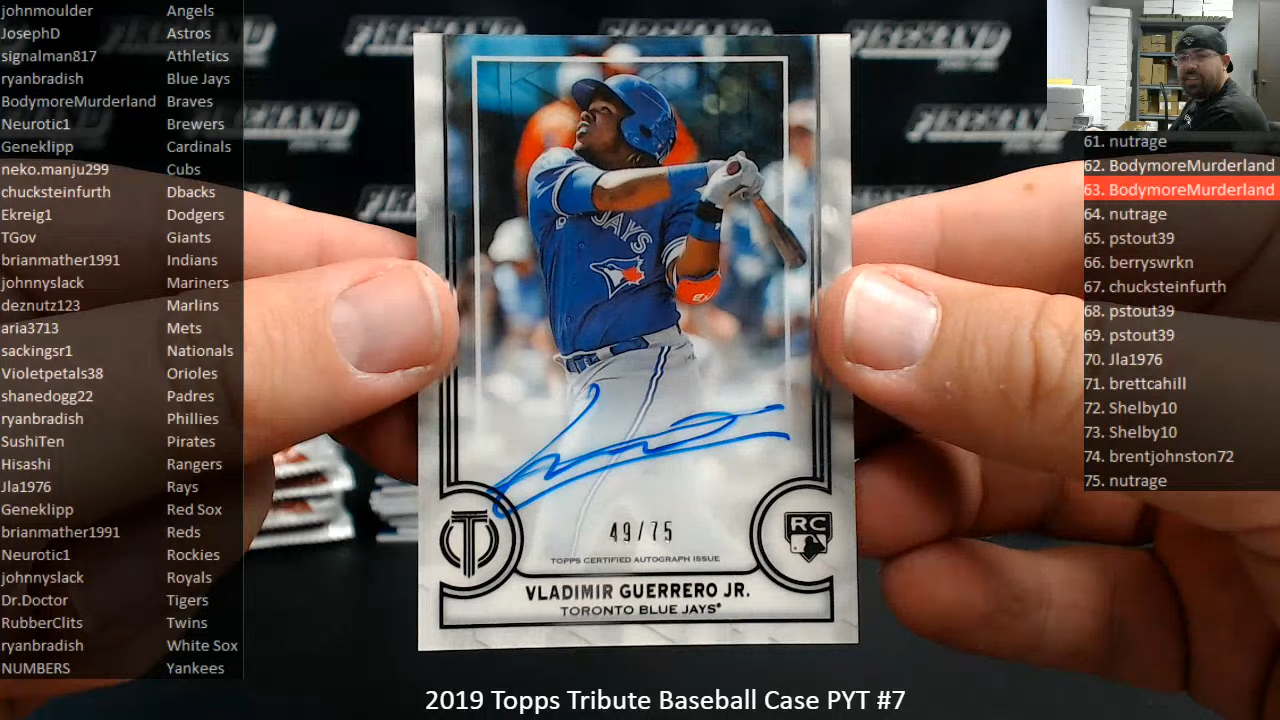 johnmoulder Angels
JosephD Astros
signalman817 Athletics
ryanbradish Blue Jays
BodymoreMurderland Braves
Neurotic1 Brewers
Geneklipp Cardinals
neko.manju299 Cubs
chucksteinfurth Dbacks
Ekreig1 Dodgers
TGov Giants
brianmather1991 Indians
johnnyslack Mariners
deznutz123 Marlins
aria3713 Mets
sackingsr1 Nationals
Violetpetals38 Orioles
shanedogg22 Padres
ryanbradish Phillies
SushiTen Pirates
Hisashi Rangers
Jla1976 Rays
Geneklipp Red Sox
brianmather1991 Reds
Neurotic1 Rockies
johnnyslack Royals
Dr.Doctor Tigers
RubberClits Twins
ryanbradish White Sox
NUMBERS Yankees
FIREHAND
FIREHAND
JAYS
49/75
TOPPS CERTIFIED AUTOGRAPH ISSUE
T
RC
VLADIMIR GUERRERO JR.
TORONTO BLUE JAYS
61. nutrage
62. BodymoreMurderland
63. BodymoreMurderland
64. nutrage
65. pstout39
66. berryswrkn
67. chucksteinfurth
68. pstout39
69. pstout39
70. Jla1976
71. brettcahill
72. Shelby10
73. Shelby10
74. brentjohnston72
75. nutrage
2019 Topps Tribute Baseball Case PYT #7